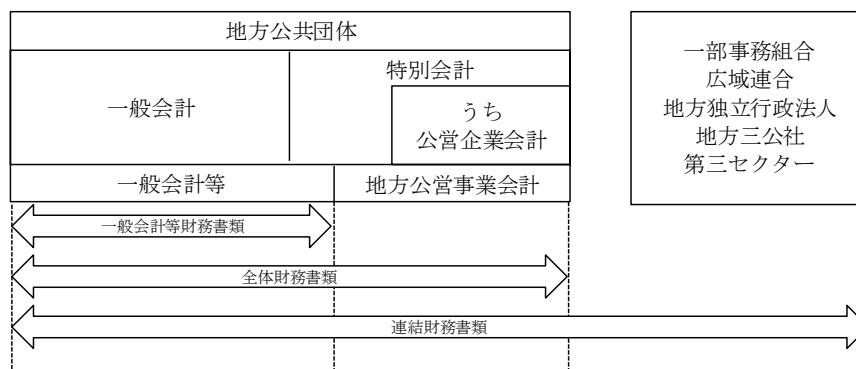 地方公共団体
一般会計
特別会計
うち
公営企業会計
一般会計等
地方公営事業会計
一般会計等財務書類
全体財務書類
連結財務書類
一部事務組合
広域連合
地方独立行政法人
地方三公社
第三セクター